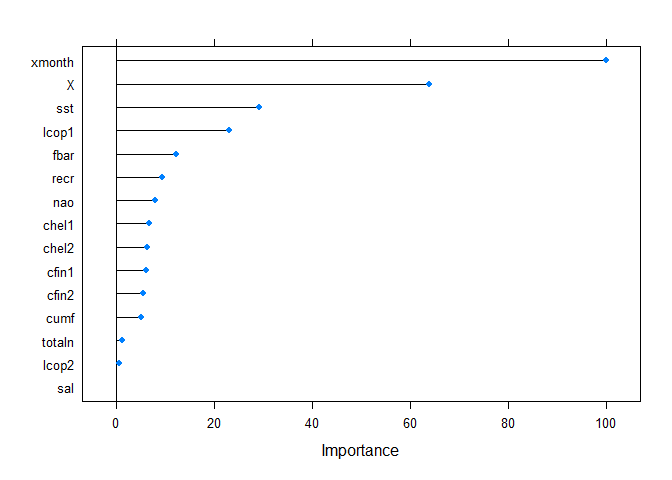 xmonth
X
sst
lcop1
fbar
recr
nao
chel1
chel2
cfin1
cfin2
cumf
totaln
lcop2
sal
0 20 40 60 80 100
Importance